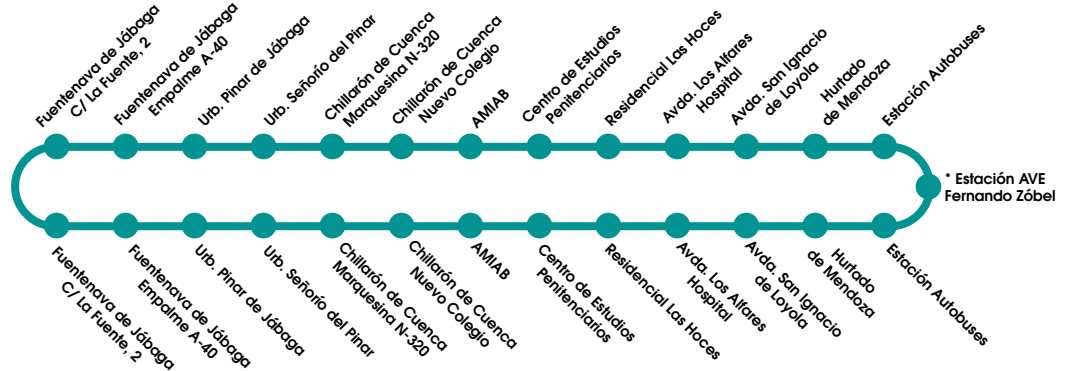 Fuentenava de Jábaga
C/ La Fuente, 2
Fuentenava de Jábaga
Empalme A-40
Urb. Pinar de Jábaga
Urb. Señorío del Pinar
Chillarón de Cuenca
Marquesina N-320
Chillarón de Cuenca
Nuevo Colegio
AMIAB
Centro de Estudios
Penitenciarios
Residencial Las Hoces
Avda. Los Alfares
Hospital
Avda. San Ignacio
de Loyola
Hurtado
de Mendoza
Estación Autobuses
* Estación AVE
Fernando Zóbel
Fuentenava de Jábaga
C/ La Fuente, 2
Fuentenava de Jábaga
Empalme A-40
Urb. Pinar de Jábaga
Urb. Señorío del Pinar
Chillarón de Cuenca
Marquesina N-320
Chillarón de Cuenca
Nuevo Colegio
AMIAB
Centro de Estudios
Penitenciarios
Residencial Las Hoces
Avda. Los Alfares
Hospital
Avda. San Ignacio
de Loyola
Hurtado
de Mendoza
Estación Autobuses